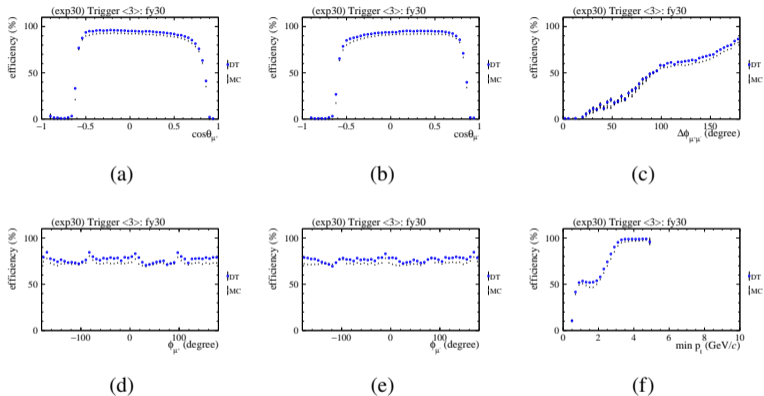 (exp30) Trigger <3>: fy30
(exp30) Trigger <3>: fy30
(exp30) Trigger <3>: fy30
efficiency (%)
100
50
0
−1
−0.5
0
0.5
1
cosθμ
DT
MC
efficiency (%)
100
50
0
−1
−0.5
0
0.5
1
cosθμ
DT
MC
efficiency (%)
100
50
0
0
50
100
150
Δϕμμ (degree)
DT
MC
(a)
(b)
(c)
(exp30) Trigger <3>: fy30
(exp30) Trigger <3>: fy30
(exp30) Trigger <3>: fy30
efficiency (%)
100
50
0
−100
0
100
ϕμ (degree)
DT
MC
efficiency (%)
100
50
0
−100
0
100
ϕμ (degree)
DT
MC
efficiency (%)
100
50
0
0
2
4
6
8
10
min pt (GeV/c)
DT
MC
(d)
(e)
(f)